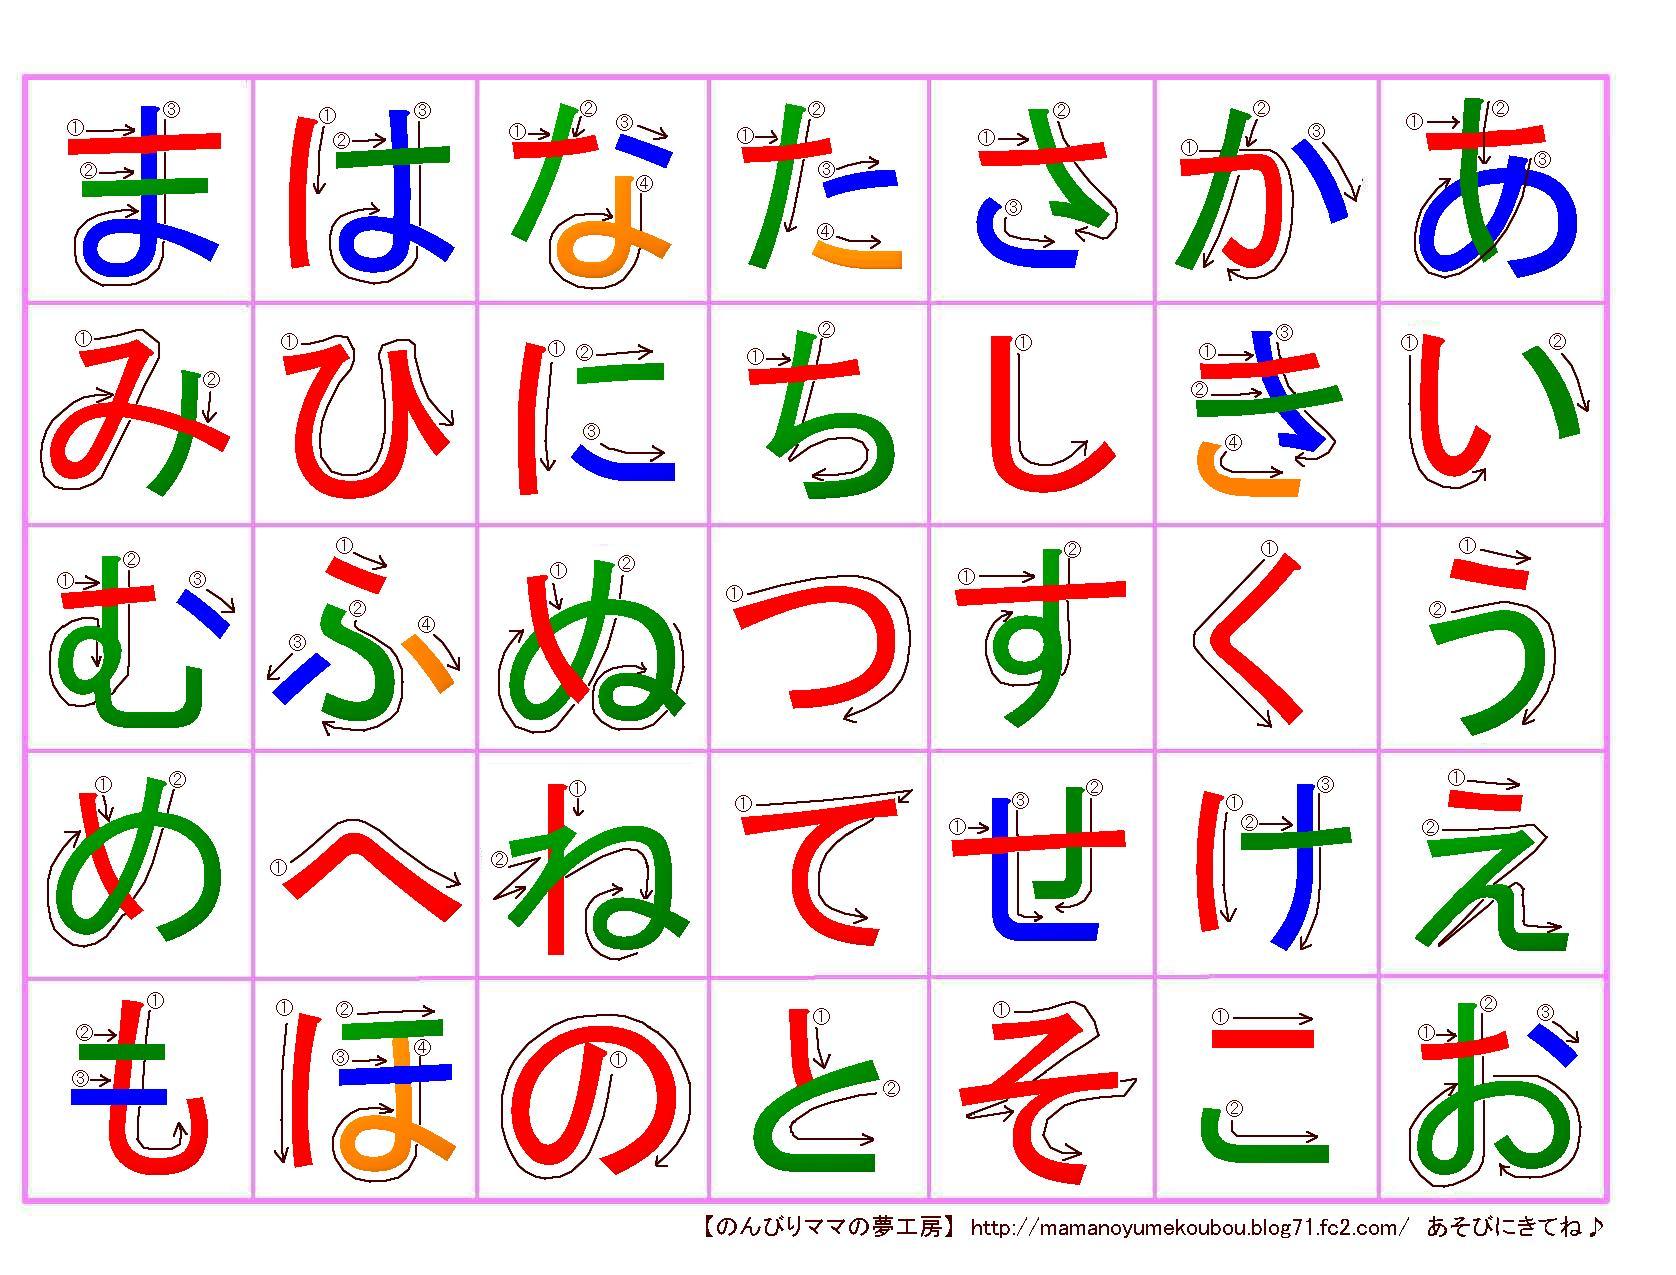 まはなたさかあ
みひにちしきい
むふぬつすくう
めへねてせけえ
もほのとそこお
【のんびりママの夢工房】 http://mamanoyumekoubou.blog71.fc2.com/ あそびにきてね♪